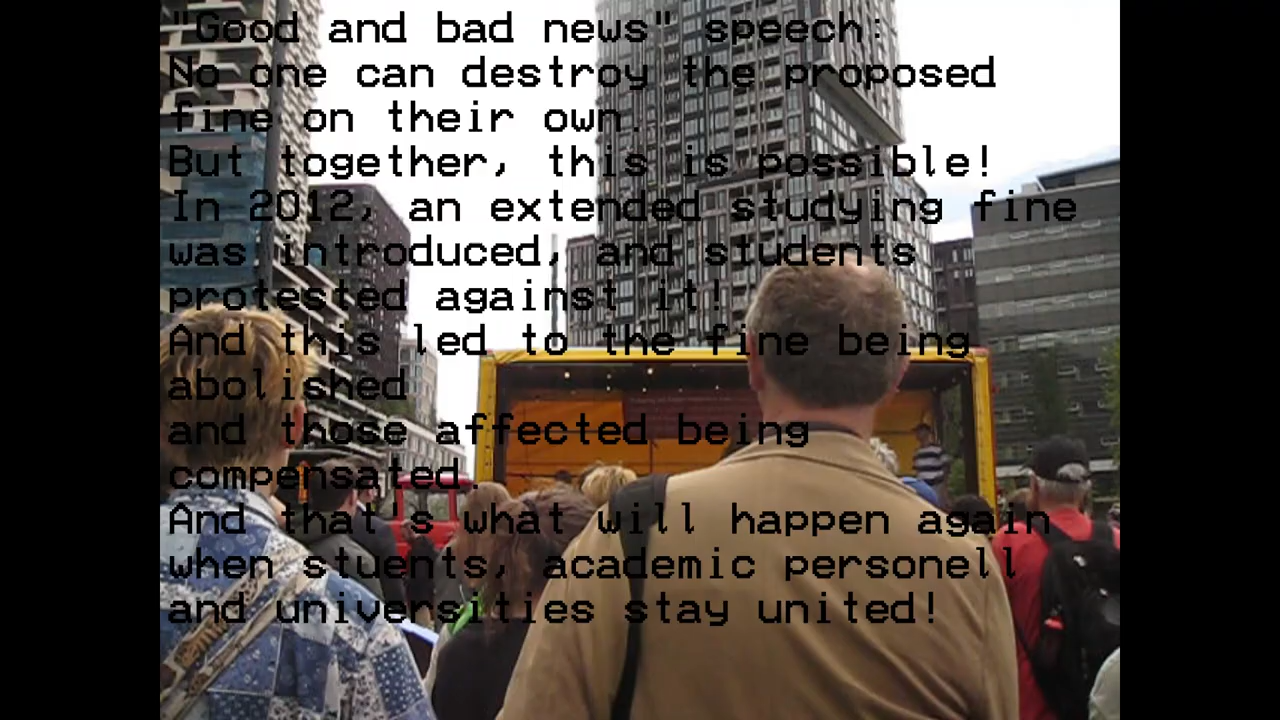 "Good and bad news" speech:
No one can destroy the proposed
fine on their own.
But together, this is possible!
In 2012, an extended studying fine
was introduced, and students
protested against it!
And this led to the fine being
abolished
and those affected being
compensated.
And that's what will happen again
when stuents, academic personell
and universities stay united!